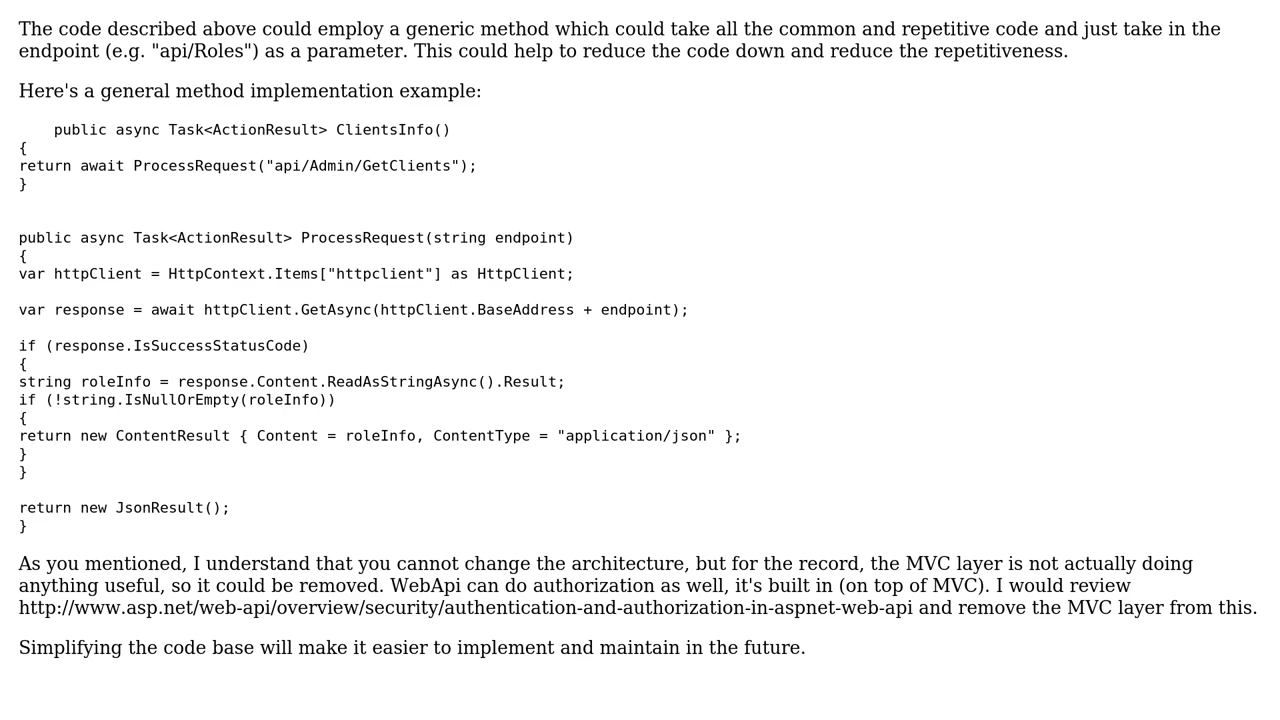 The code described above could employ a generic method which could take all the common and repetitive code and just take in the
endpoint (e.g. "api/Roles") as a parameter. This could help to reduce the code down and reduce the repetitiveness.
Here's a general method implementation example:
    public async Task<ActionResult> ClientsInfo()
{
return await ProcessRequest("api/Admin/GetClients");
}
public async Task<ActionResult> ProcessRequest(string endpoint)
{
var httpClient = HttpContext.Items["httpclient"] as HttpClient;
var response = await httpClient.GetAsync(httpClient.BaseAddress + endpoint);
if (response.IsSuccessStatusCode)
{
string roleInfo = response.Content.ReadAsStringAsync().Result;
if (!string.IsNullOrEmpty(roleInfo))
{
return new ContentResult { Content = roleInfo, ContentType = "application/json" };
}
}
return new JsonResult();
}
As you mentioned, I understand that you cannot change the architecture, but for the record, the MVC layer is not actually doing
anything useful, so it could be removed. WebApi can do authorization as well, it's built in (on top of MVC). I would review
http://www.asp.net/web-api/overview/security/authentication-and-authorization-in-aspnet-web-api and remove the MVC layer from this.
Simplifying the code base will make it easier to implement and maintain in the future.